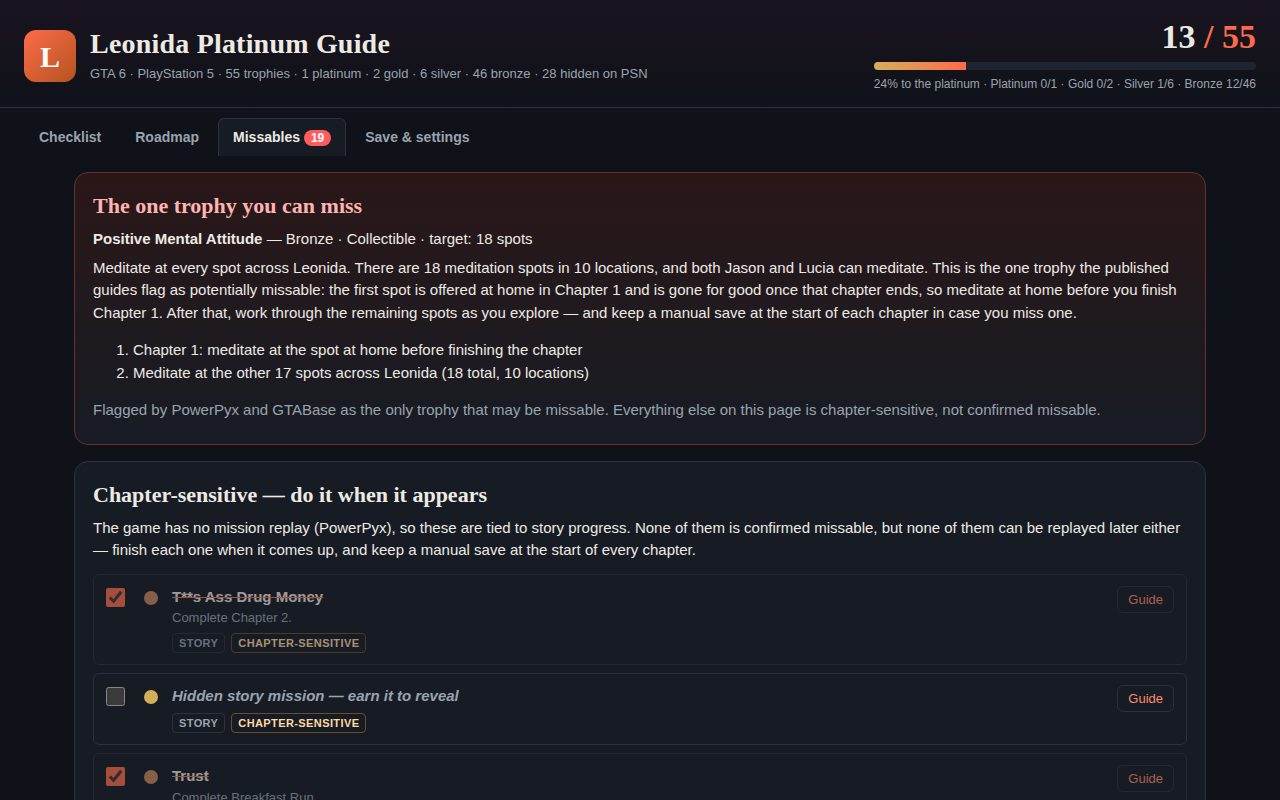 L
Leonida Platinum Guide
GTA 6 · PlayStation 5 · 55 trophies · 1 platinum · 2 gold · 6 silver · 46 bronze · 28 hidden on PSN
13 / 55
24% to the platinum · Platinum 0/1 · Gold 0/2 · Silver 1/6 · Bronze 12/46
Checklist Roadmap Missables 19 Save & settings
The one trophy you can miss
Positive Mental Attitude — Bronze · Collectible · target: 18 spots
Meditate at every spot across Leonida. There are 18 meditation spots in 10 locations, and both Jason and Lucia can meditate. This is the one trophy the published
guides flag as potentially missable: the first spot is offered at home in Chapter 1 and is gone for good once that chapter ends, so meditate at home before you finish
Chapter 1. After that, work through the remaining spots as you explore — and keep a manual save at the start of each chapter in case you miss one.
1. Chapter 1: meditate at the spot at home before finishing the chapter
2. Meditate at the other 17 spots across Leonida (18 total, 10 locations)
Flagged by PowerPyx and GTABase as the only trophy that may be missable. Everything else on this page is chapter-sensitive, not confirmed missable.
Chapter-sensitive — do it when it appears
The game has no mission replay (PowerPyx), so these are tied to story progress. None of them is confirmed missable, but none of them can be replayed later either
— finish each one when it comes up, and keep a manual save at the start of every chapter.
T**s Ass Drug Money
Guide
Complete Chapter 2.
STORY CHAPTER-SENSITIVE
Hidden story mission — earn it to reveal
Guide
STORY CHAPTER-SENSITIVE
Trust
Guide
Complete Breakfast Run.